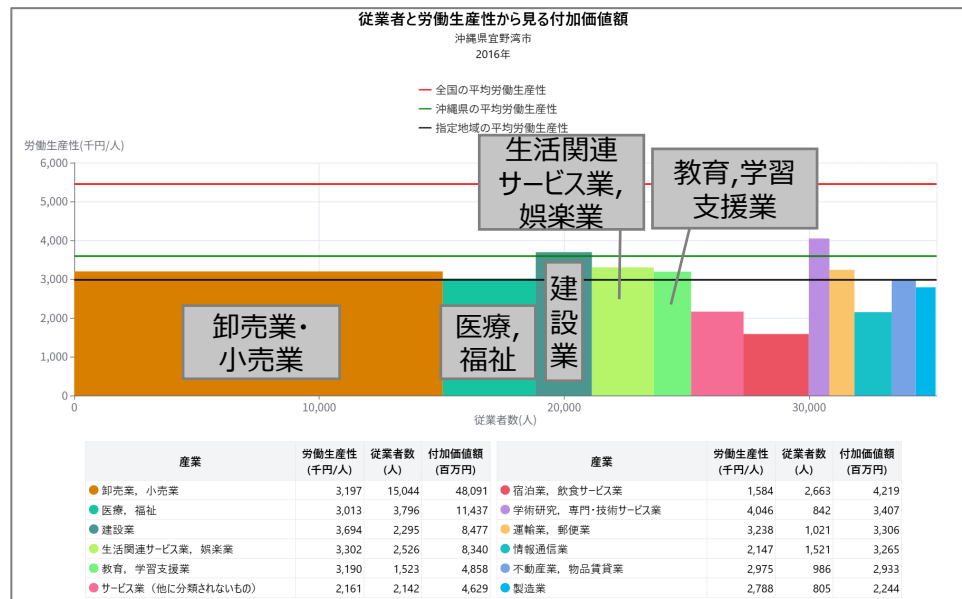 従業者と労働生産性から見る付加価値額
沖縄県宜野湾市
2016年
全国の平均労働生産性
沖縄県の平均労働生産性
指定地域の平均労働生産性
労働生産性(千円/人)
6,000
5,000
4,000
3,000
2,000
1,000
0
生活関連
サービス業,
娯楽業
教育,学習
支援業
卸売業・
小売業
医療,
福祉
建
設
業
0
10,000
20,000
30,000
従業者数(人)
産業 労働生産性(千円/人) 従業者数(人) 付加価値額(百万円) 産業 労働生産性(千円/人) 従業者数(人) 付加価値額(百万円)
卸売業, 小売業 3,197 15,044 48,091 宿泊業, 飲食サービス業 1,584 2,663 4,219
医療, 福祉 3,013 3,796 11,437 学術研究, 専門・技術サービス業 4,046 842 3,407
建設業 3,694 2,295 8,477 運輸業, 郵便業 3,238 1,021 3,306
生活関連サービス業, 娯楽業 3,302 2,526 8,340 情報通信業 2,147 1,521 3,265
教育, 学習支援業 3,190 1,523 4,858 不動産業, 物品賃貸業 2,975 986 2,933
サービス業（他に分類されないもの） 2,161 2,142 4,629 製造業 2,788 805 2,244